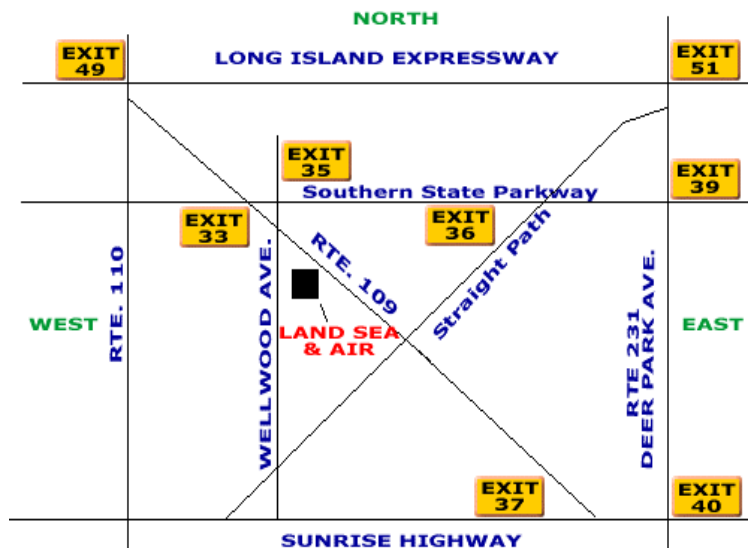 NORTH
EXIT
49
LONG ISLAND EXPRESSWAY
EXIT
51
EXIT
35
Southern State Parkway
EXIT
39
EXIT
33
EXIT
36
RTE. 110
WELLWOOD AVE.
RTE. 109
Straight Path
RTE 231
DEER PARK AVE.
WEST
LAND SEA
& AIR
EAST
EXIT
37
EXIT
40
SUNRISE HIGHWAY